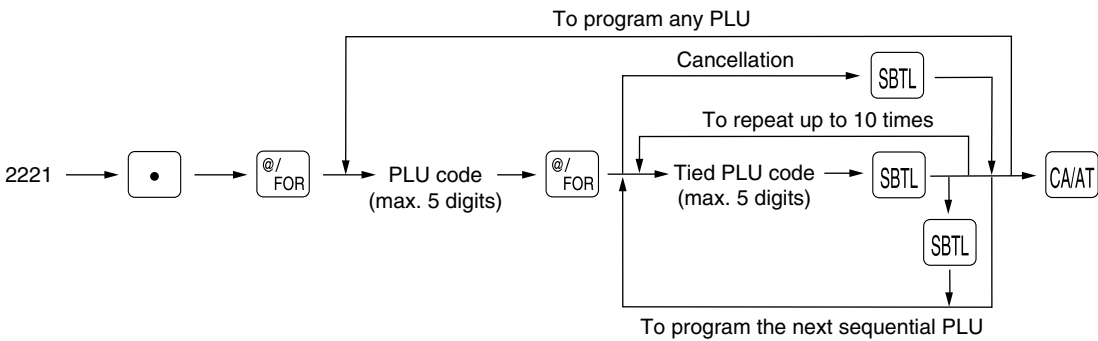 To program any PLU
Cancellation
SBTL
To repeat up to 10 times
2221
•
@/
FOR
PLU code
(max. 5 digits)
@/
FOR
Tied PLU code
(max. 5 digits)
SBTL
CA/AT
SBTL
To program the next sequential PLU